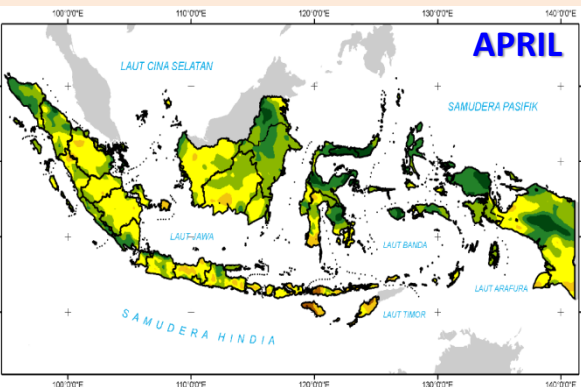 100°0'0"E 110°0'0"E 120°0'0"E 130°0'0"E 140°0'0"E
APRIL
LAUT CINA SELATAN
SAMUDERA PASIFIK
LAUT JAWA
LAUT BANDA
LAUT ARAFURA
LAUT TIMOR
SAMUDERA HINDIA
100°0'0"E 110°0'0"E 120°0'0"E 130°0'0"E 140°0'0"E